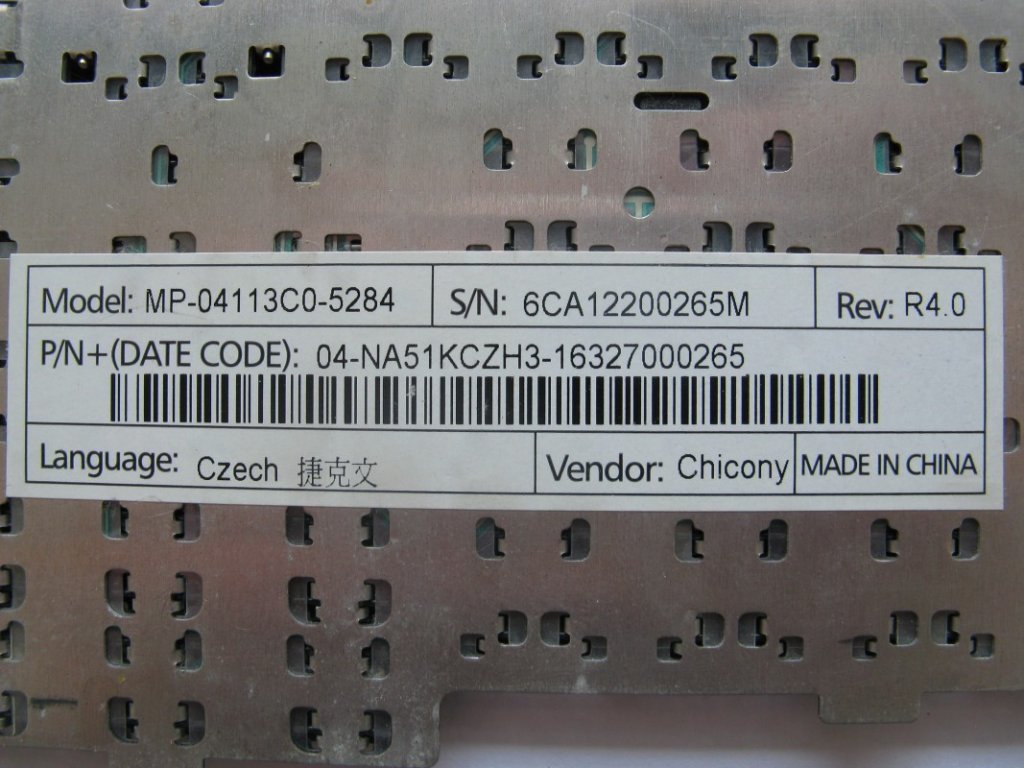 Model: MP-04113C0-5284 S/N: 6CA12200265M Rev: R4.0
P/N+(DATE CODE): 04-NA51KCZH3-16327000265
Language: Czech 捷克文 Vendor: Chicony MADE IN CHINA